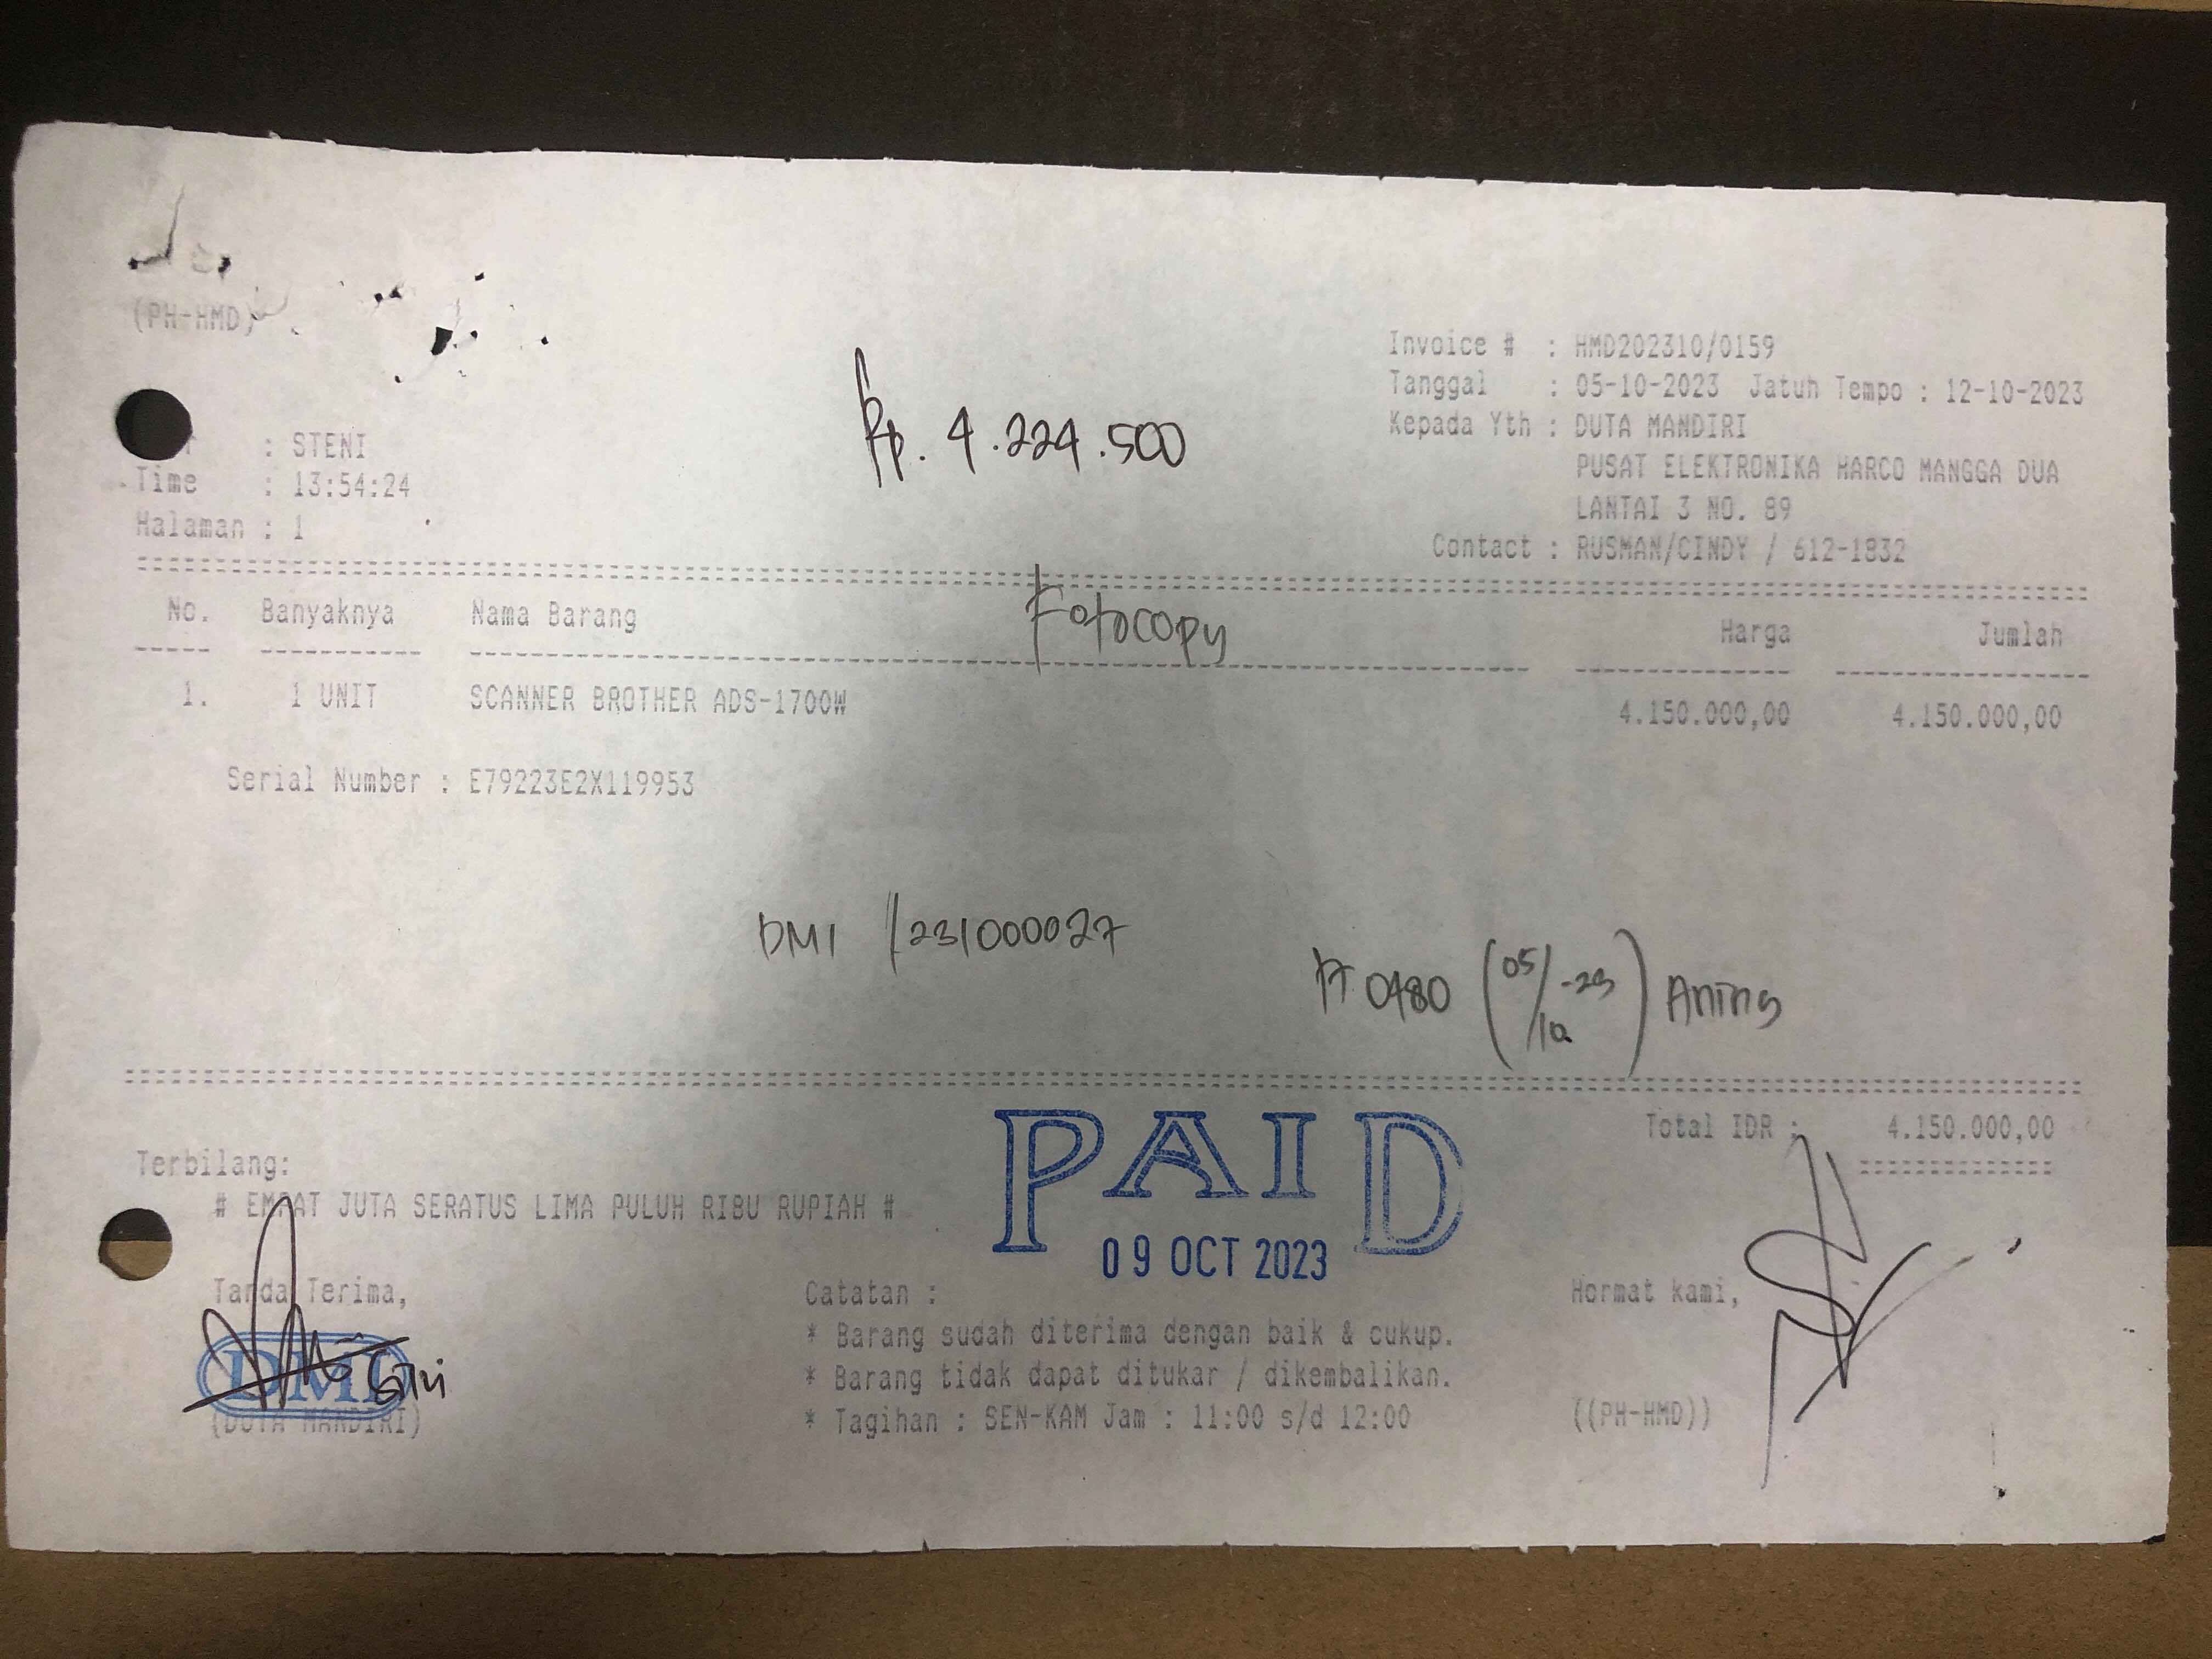 (PH-HMD)
Invoice # : HMD202310/0159
Tanggal : 05-10-2023 Jatuh Tempo : 12-10-2023
Rp. 4.224.500
Kepada Yth : DUTA MANDIRI
: STENI
PUSAT ELEKTRONIKA HARCO MANGGA DUA
Time : 13:54:24
LANTAI 3 NO. 89
Halaman : 1
Contact : RUSMAN/CINDY / 612-1832
No. Banyaknya Nama Barang Harga Jumlah
Fotocopy
1. 1 UNIT SCANNER BROTHER ADS-1700W 4.150.000,00 4.150.000,00
Serial Number : E79223E2X119953
DMI /231000027
0480 (05/10-23) Aning
Total IDR : 4.150.000,00
PAID
09 OCT 2023
Terbilang:
# EMPAT JUTA SERATUS LIMA PULUH RIBU RUPIAH #
Tanda Terima,
Catatan :
Hormat kami,
* Barang sudah diterima dengan baik & cukup.
* Barang tidak dapat ditukar / dikembalikan.
* Tagihan : SEN-KAM Jam : 11:00 s/d 12:00
DMI
(DUTA MANDIRI)
((PH-HMD))